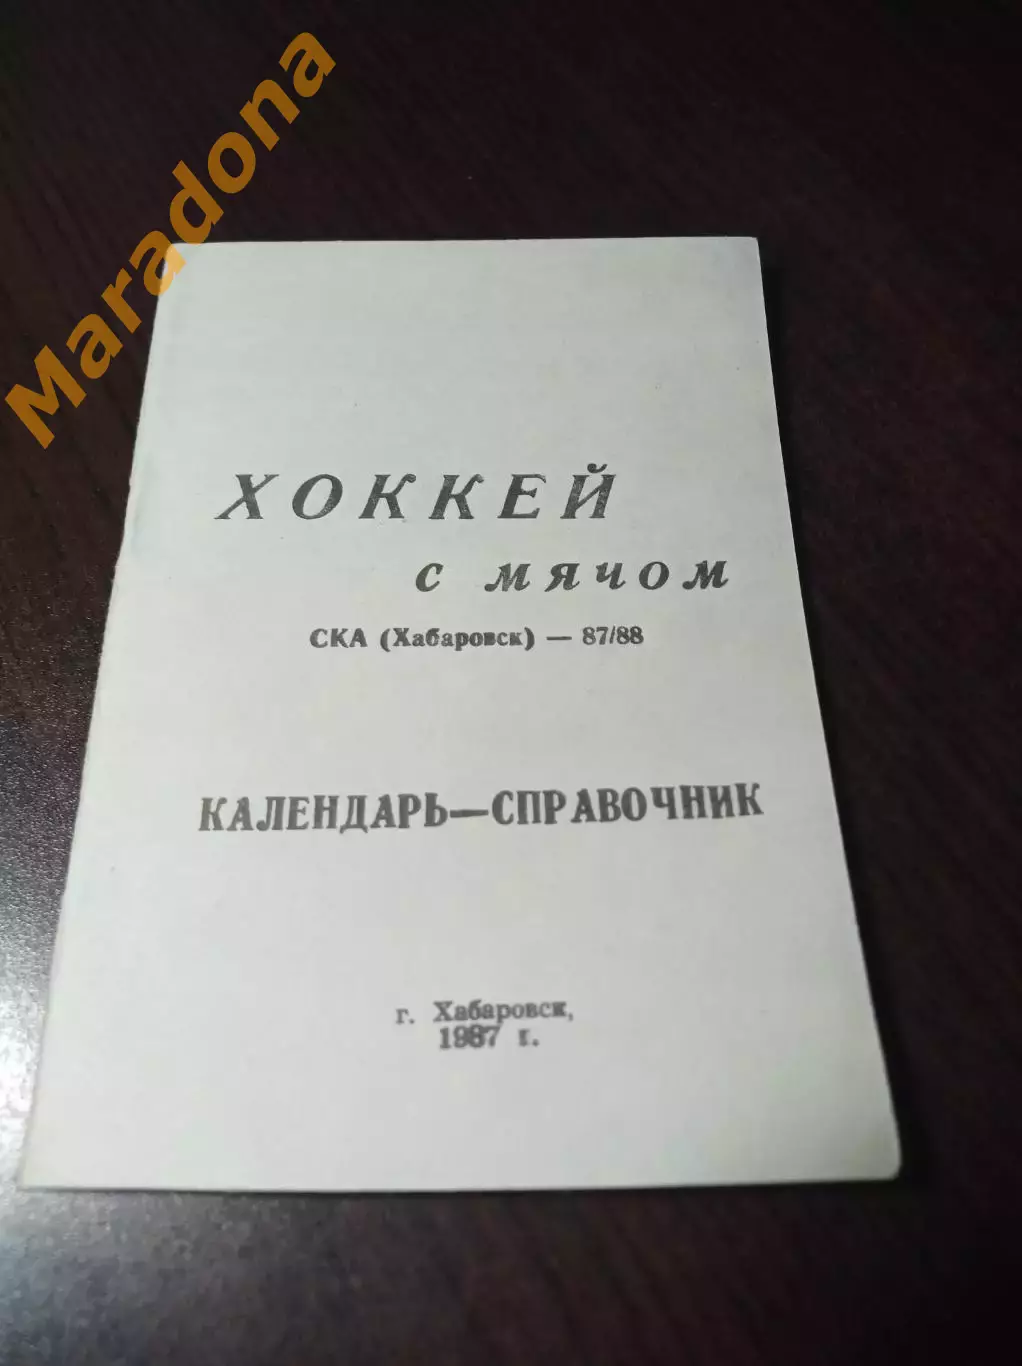 Maradona
ХОККЕЙ
с мячом
СКА (Хабаровск) — 87/88
КАЛЕНДАРЬ—СПРАВОЧНИК
г. Хабаровск,
1987 г.